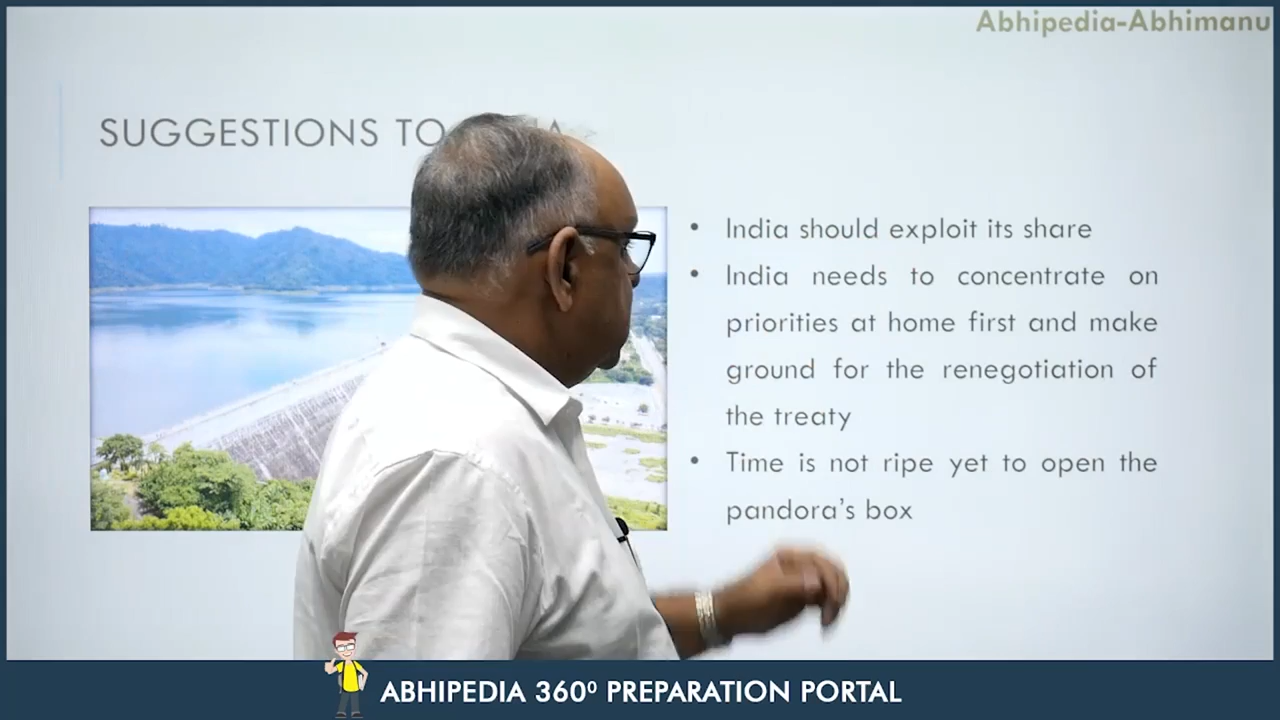 Abhipedia-Abhimanu
SUGGESTIONS TO
• India should exploit its share
• India needs to concentrate on
priorities at home first and make
ground for the renegotiation of
the treaty
• Time is not ripe yet to open the
pandora's box
ABHIPEDIA 360⁰ PREPARATION PORTAL